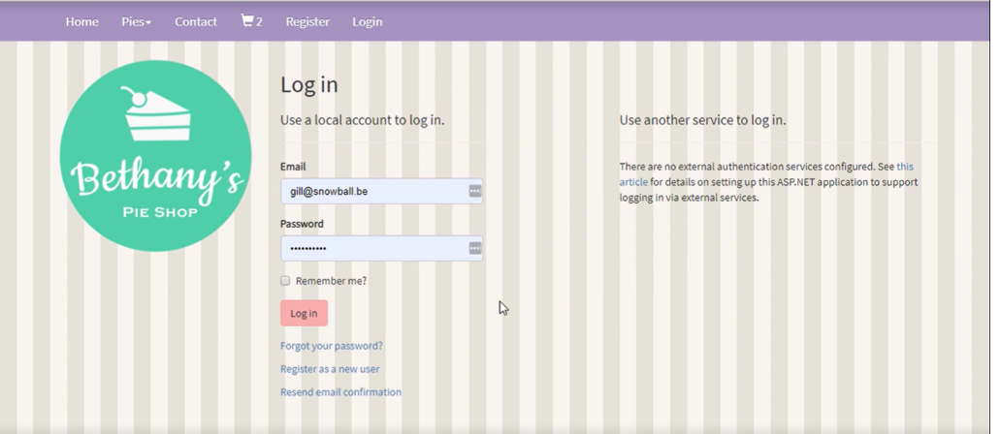 Home Pies Contact 2 Register Login
Bethany's
PIE SHOP
Log in
Use a local account to log in.
Email
gill@snowball.be
Password
••••••••••
Remember me?
Log in
Forgot your password?
Register as a new user
Resend email confirmation
Use another service to log in.
There are no external authentication services configured. See this
article for details on setting up this ASP.NET application to support
logging in via external services.